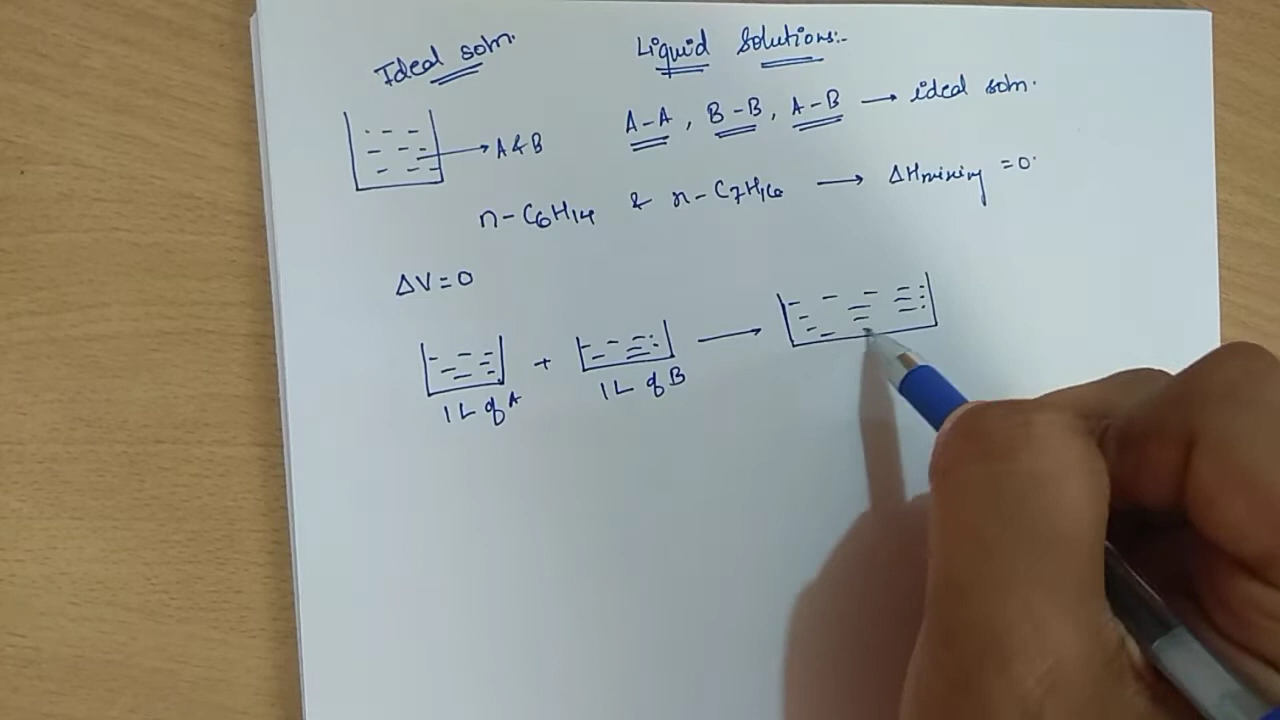 Ideal soln.
Liquid Solutions:-
A-A, B-B, A-B → ideal soln.
→ A & B
n-C6H14 & n-C7H16 → ΔHmixing = 0.
ΔV = 0
+ →
1 L of A
1 L of B